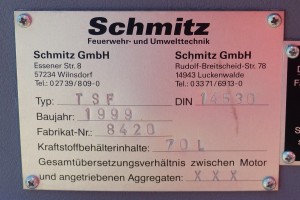 Schmitz
Feuerwehr- und Umwelttechnik
Schmitz GmbH
Essener Str. 8
57234 Wilnsdorf
Tel.: 02739/809-0
Schmitz GmbH
Rudolf-Breitscheid-Str. 78
14943 Luckenwalde
Tel.: 03371/6913-0
Typ: TSF DIN 14530
Baujahr: 1999
Fabrikat-Nr.: 8420
Kraftstoffbehälterinhalte: 70L
Gesamtübersetzungsverhältnis zwischen Motor
und angetriebenen Aggregaten: XXX